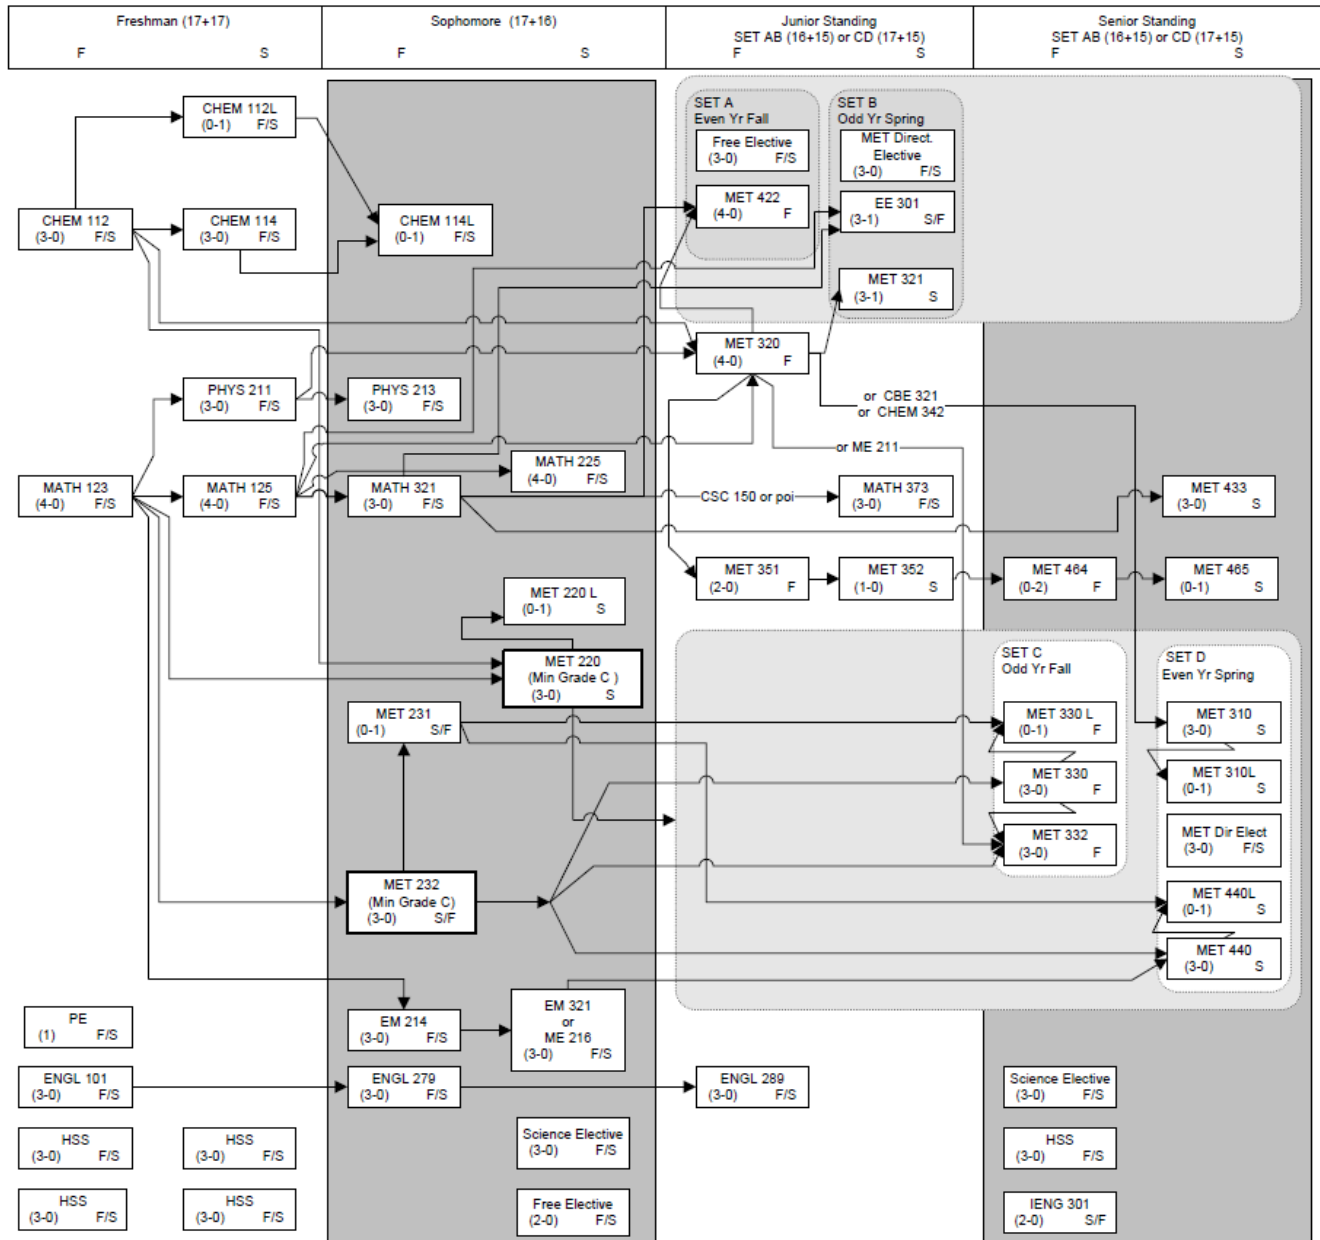 Freshman (17+17)
F S
Sophomore (17+16)
F S
Junior Standing
SET AB (16+15) or CD (17+15)
F S
Senior Standing
SET AB (16+15) or CD (17+15)
F S
CHEM 112L
(0-1) F/S
CHEM 112
(3-0) F/S
CHEM 114
(3-0) F/S
CHEM 114L
(0-1) F/S
SET A
Even Yr Fall
Free Elective
(3-0) F/S
MET 422
(4-0) F
SET B
Odd Yr Spring
MET Direct.
Elective
(3-0) F/S
EE 301
(3-1) S/F
MET 321
(3-1) S
MET 320
(4-0) F
PHYS 211
(3-0) F/S
PHYS 213
(3-0) F/S
or CBE 321
or CHEM 342
or ME 211
MATH 123
(4-0) F/S
MATH 125
(4-0) F/S
MATH 321
(3-0) F/S
MATH 225
(4-0) F/S
CSC 150 or poi
MATH 373
(3-0) F/S
MET 433
(3-0) S
MET 351
(2-0) F
MET 352
(1-0) S
MET 464
(0-2) F
MET 465
(0-1) S
MET 220 L
(0-1) S
MET 220
(Min Grade C )
(3-0) S
MET 231
(0-1) S/F
MET 232
(Min Grade C)
(3-0) S/F
SET C
Odd Yr Fall
MET 330 L
(0-1) F
MET 330
(3-0) F
MET 332
(3-0) F
SET D
Even Yr Spring
MET 310
(3-0) S
MET 310L
(0-1) S
MET Dir Elect
(3-0) F/S
MET 440L
(0-1) S
MET 440
(3-0) S
PE
(1) F/S
EM 214
(3-0) F/S
EM 321
or
ME 216
(3-0) F/S
ENGL 101
(3-0) F/S
ENGL 279
(3-0) F/S
ENGL 289
(3-0) F/S
Science Elective
(3-0) F/S
HSS
(3-0) F/S
HSS
(3-0) F/S
Science Elective
(3-0) F/S
HSS
(3-0) F/S
HSS
(3-0) F/S
HSS
(3-0) F/S
Free Elective
(2-0) F/S
IENG 301
(2-0) S/F